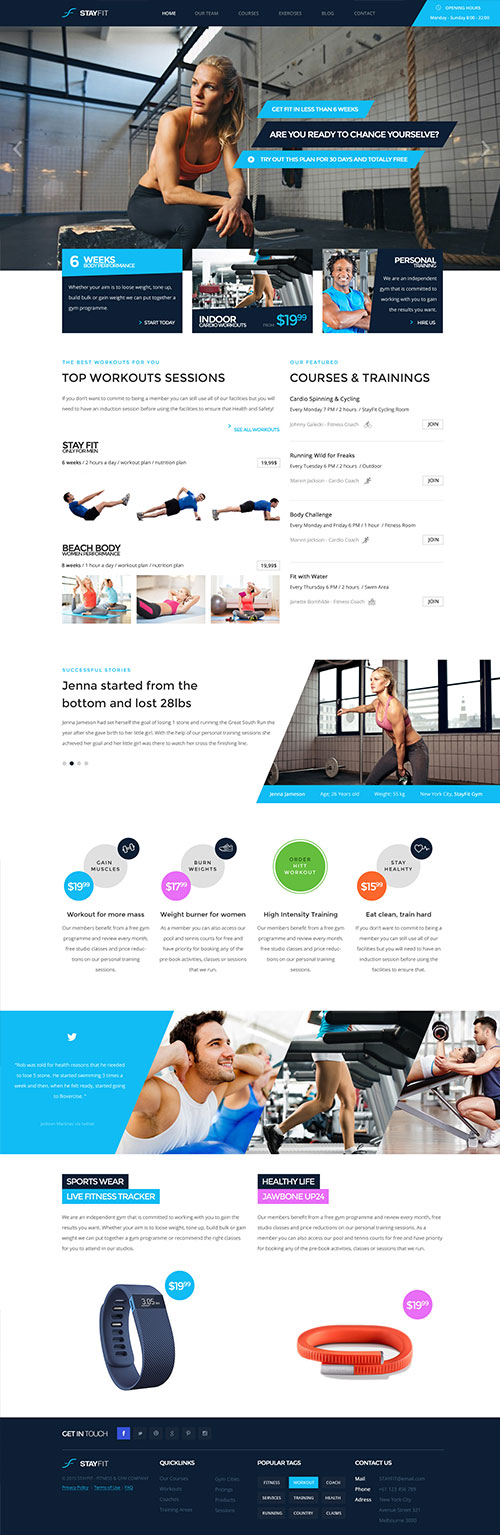 STAYFIT
HOME OUR TEAM COURSES EXERCISES BLOG CONTACT
OPENING HOURS
Monday - Sunday 8:00 - 22:00
GET FIT IN LESS THAN 6 WEEKS
ARE YOU READY TO CHANGE YOURSELVE?
TRY OUT THIS PLAN FOR 30 DAYS AND TOTALLY FREE
6 WEEKS
BODY PERFORMANCE
Whether your aim is to loose weight, tone up,
build bulk or gain weight we can put together a
gym programme.
START TODAY
INDOOR
CARDIO WORKOUTS
FROM $19.99
PERSONAL
TRAINING
We are an independent
gym that is committed to
working with you to gain
the results you want.
HIRE US
THE BEST WORKOUTS FOR YOU
TOP WORKOUTS SESSIONS
If you don't want to commit to being a member you can still use all of our facilities but you will
need to have an induction session before using the facilities to ensure that Health and Safety!
SEE ALL WORKOUTS
STAY FIT
ONLY FOR MEN
6 weeks / 2 hours a day / workout plan / nutrition plan
19,99$
BEACH BODY
WOMEN PERFORMANCE
8 weeks / 1 hour a day / workout plan / nutrition plan
19,99$
OUR FEATURED
COURSES & TRAININGS
Cardio Spinning & Cycling
Every Monday 7 PM / 2 hours / StayFit Cycling Room
Johnny Galecki - Fitness Coach
JOIN
Running Wild for Freaks
Every Tuesday 6 PM / 2 hours / Outdoor
Marvin Jackson - Cardio Coach
JOIN
Body Challenge
Every Monday and Friday 6 PM / 1 hour / Fitness Room
Marvin Jackson - Cardio Coach
JOIN
Fit with Water
Every Thursday 6 PM / 2 hours / Swim Area
Fitness Coach
JOIN
SUCCESSFUL STORIES
Jenna started from the
bottom and lost 28lbs
Jenna Jameson had set herself the goal of losing 1 stone and running the Great South Run the
year after she gave birth to her little girl. With the help of our personal training sessions she
achieved her goal and her little girl was there to watch her cross the finishing line.
Jenna Jameson Age: 26 Years old Weight: 55 kg New York City, StayFit Gym
GAIN
MUSCLES
$19.99
Workout for more mass
Our members benefit from a free gym
programme and review every month,
free studio classes and price reduc-
tions on our personal training
sessions.
BURN
WEIGHTS
$17.99
Weight burner for women
As a member you can also access our
pool and tennis courts for free and
have priority for booking any of the
pre-book activities, classes or sessions
that we run.
ORDER
HITT
WORKOUT
High Intensity Training
Our members benefit from a free gym
programme and review every month,
free studio classes and price reduc-
tions on our personal training
sessions.
STAY
HEALHTY
$15.99
Eat clean, train hard
If you don't want to commit to being a
member you can still use all of our
facilities but you will need to have an
induction session before using the
facilities to ensure that.
"Rob was told for health reasons that he needed
to lose 5 stone. He started swimming 3 times a
week and then, when he felt ready, started going
to Boxercise. "
SPORTS WEAR
LIVE FITNESS TRACKER
We are an independent gym that is committed to working with you to gain the
results you want. Whether your aim is to loose weight, tone up, build bulk or gain
weight we can put together a gym programme or recommend the right classes
for you to attend in our studios.
$19.99
HEALTHY LIFE
JAWBONE UP24
Our members benefit from a free gym programme and review every month, free
studio classes and price reductions on our personal training sessions. As a
member you can also access our pool and tennis courts for free and have priority
for booking any of the pre-book activities, classes or sessions that we run.
$19.99
GET IN TOUCH
STAYFIT
© 2015 STAYFIT - FITNESS & GYM COMPANY
Privacy Policy | Terms of Use | FAQ
QUICKLINKS
Our Courses
Workouts
Coaches
Training Areas
Gym Cities
Pricings
Products
Sessions
POPULAR TAGS
FITNESS WORKOUT COACH
SERVICES TRAINING HEALTH
RUNNING COUNTRY CLAIMS
CONTACT US
Mail STAYFIT@email.com
Phone +61 123 456 789
Adress New York City
Avenue Street 321
Melbourne 3000